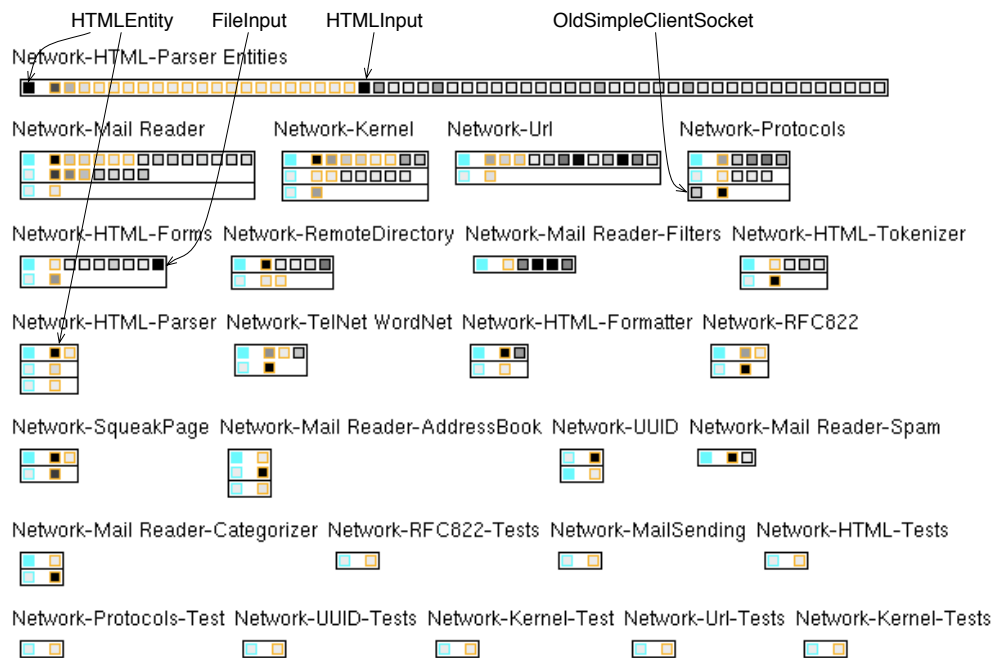 HTMLEntity FileInput HTMLInput OldSimpleClientSocket
Network-HTML-Parser Entities
Network-Mail Reader Network-Kernel Network-Url Network-Protocols
Network-HTML-Forms Network-RemoteDirectory Network-Mail Reader-Filters Network-HTML-Tokenizer
Network-HTML-Parser Network-TelNet WordNet Network-HTML-Formatter Network-RFC822
Network-SqueakPage Network-Mail Reader-AddressBook Network-UUID Network-Mail Reader-Spam
Network-Mail Reader-Categorizer Network-RFC822-Tests Network-MailSending Network-HTML-Tests
Network-Protocols-Test Network-UUID-Tests Network-Kernel-Test Network-Url-Tests Network-Kernel-Tests